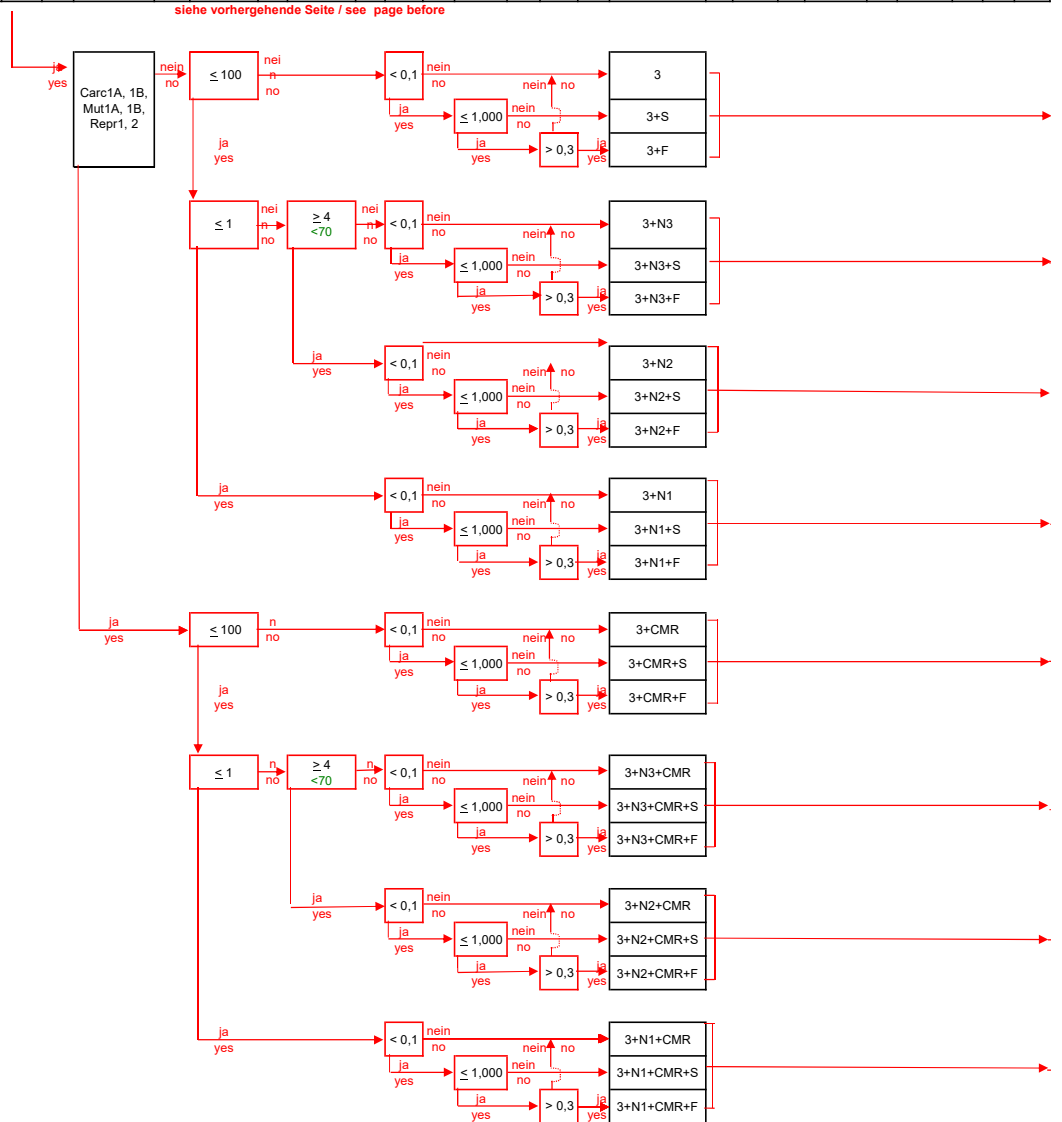 siehe vorhergehende Seite / see page before
ja
yes
Carc1A, 1B,
Mut1A, 1B,
Repr1, 2
nein
no
≤ 100
nei
n
no
< 0,1
nein
no
ja
yes
≤ 1,000
nein
no
ja
yes
> 0,3
nein no
ja
yes
3
3+S
3+F
ja
yes
≤ 1
nei
n
no
≥ 4
<70
nei
n
no
< 0,1
nein
no
ja
yes
≤ 1,000
nein
no
ja
yes
> 0,3
nein no
ja
yes
3+N3
3+N3+S
3+N3+F
ja
yes
< 0,1
nein
no
ja
yes
≤ 1,000
nein
no
ja
yes
> 0,3
nein no
ja
yes
3+N2
3+N2+S
3+N2+F
ja
yes
< 0,1
nein
no
ja
yes
≤ 1,000
nein
no
ja
yes
> 0,3
nein no
ja
yes
3+N1
3+N1+S
3+N1+F
ja
yes
≤ 100
n
no
< 0,1
nein
no
ja
yes
≤ 1,000
nein
no
ja
yes
> 0,3
nein no
ja
yes
3+CMR
3+CMR+S
3+CMR+F
ja
yes
≤ 1
n
no
≥ 4
<70
n
no
< 0,1
nein
no
ja
yes
≤ 1,000
nein
no
ja
yes
> 0,3
nein no
ja
yes
3+N3+CMR
3+N3+CMR+S
3+N3+CMR+F
ja
yes
< 0,1
nein
no
ja
yes
≤ 1,000
nein
no
ja
yes
> 0,3
nein no
ja
yes
3+N2+CMR
3+N2+CMR+S
3+N2+CMR+F
ja
yes
< 0,1
nein
no
ja
yes
≤ 1,000
nein
no
ja
yes
> 0,3
nein no
ja
yes
3+N1+CMR
3+N1+CMR+S
3+N1+CMR+F